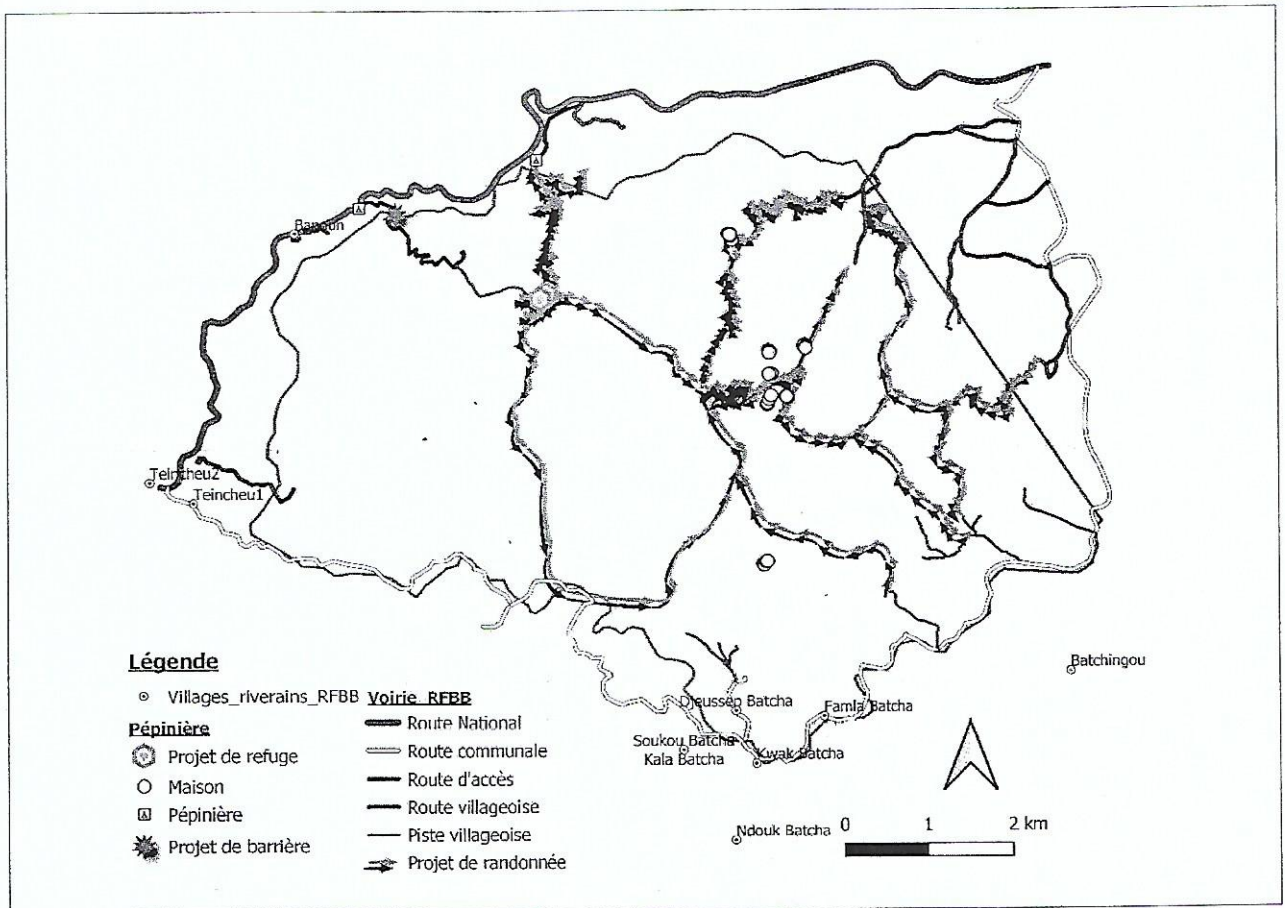 Banoun
Teincheu2
Teincheu1
Batchingou
Djeussep Batcha
Famla Batcha
Soukou Batcha
Kala Batcha
Kwak Batcha
Ndouk Batcha
0 1 2 km
Légende
Villages_riverains_RFBB
Pépinière
Projet de refuge
Maison
Pépinière
Projet de barrière
Voirie_RFBB
Route National
Route communale
Route d'accès
Route villageoise
Piste villageoise
Projet de randonnée